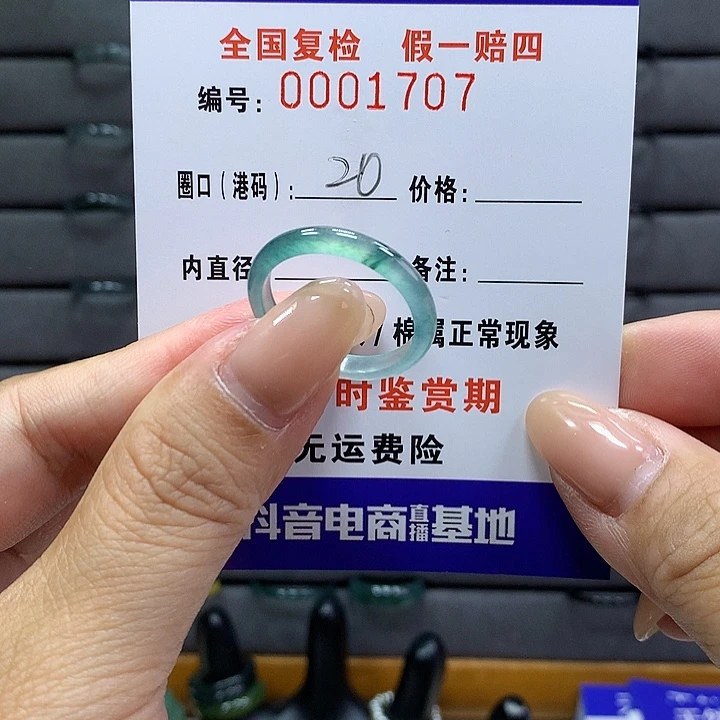 全国复检 假一赔四
编号: 0001707
圈口（港码）: 20 价格:
内直径 备注:
/ 棉属正常现象
时鉴赏期
无运费险
抖音电商直播基地